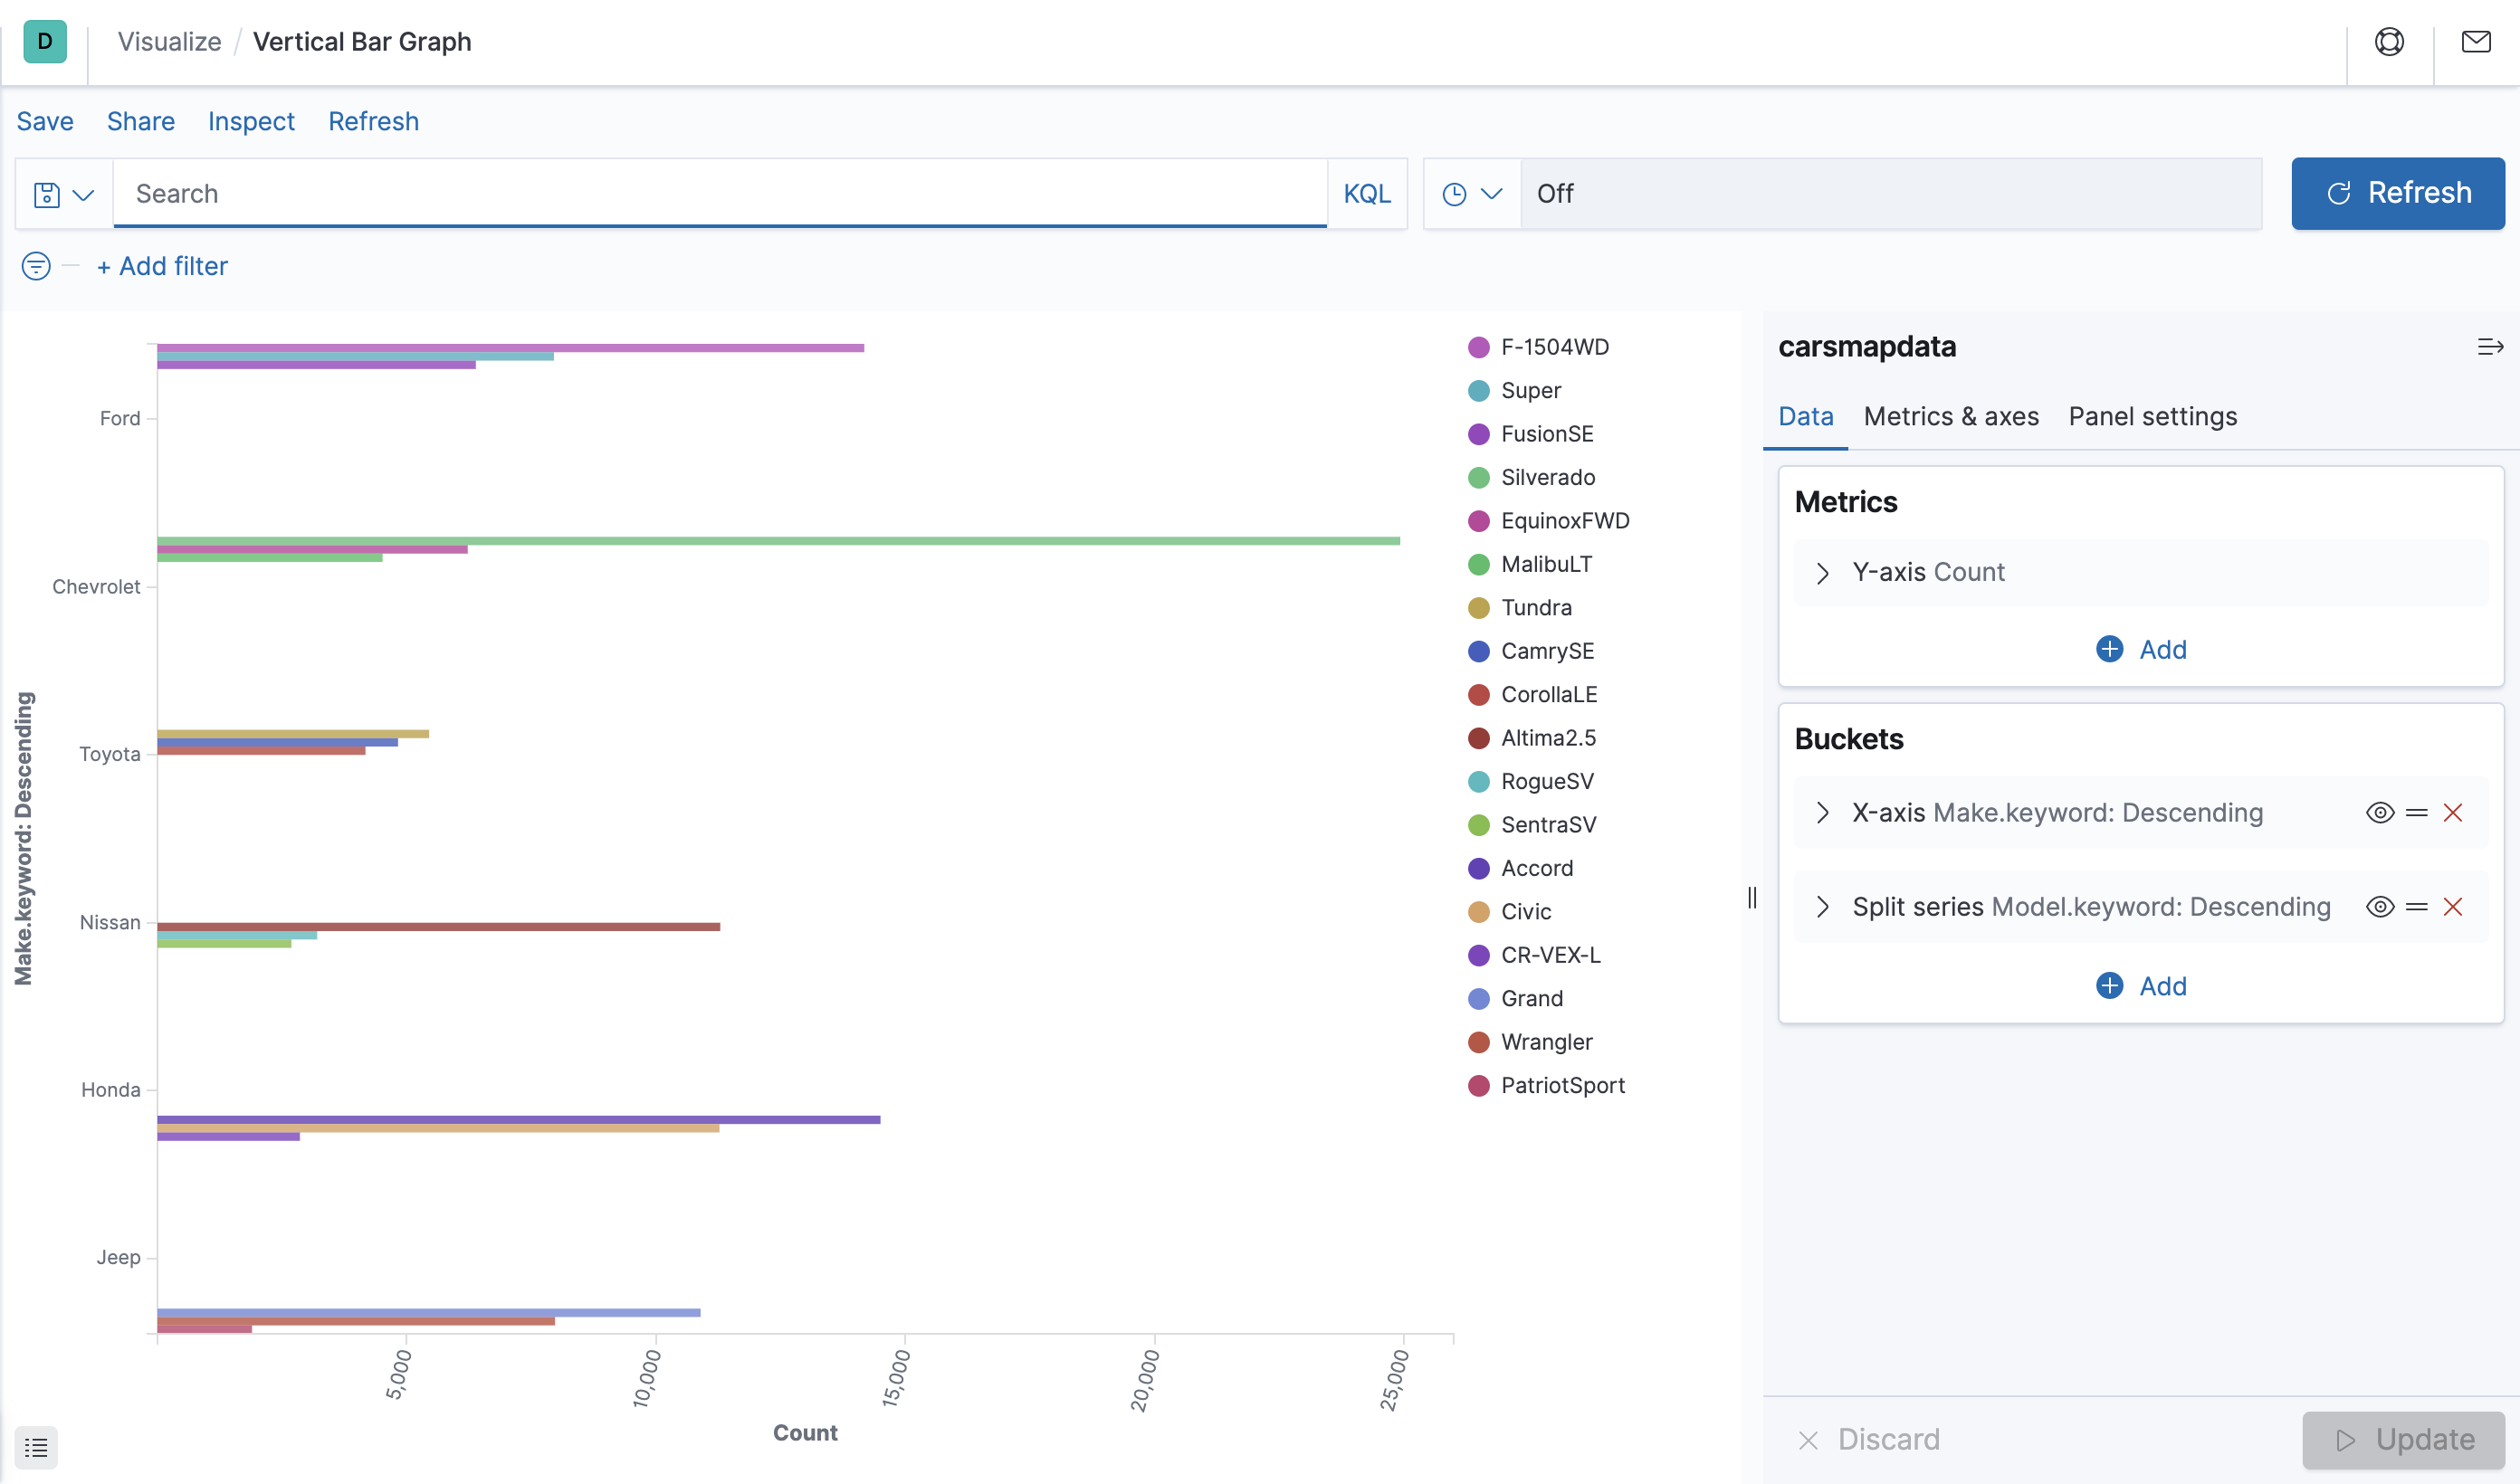 D
Visualize / Vertical Bar Graph
Save Share Inspect Refresh
Search KQL Off Refresh
+ Add filter
Make.keyword: Descending
Ford
Chevrolet
Toyota
Nissan
Honda
Jeep
5,000 10,000 15,000 20,000 25,000
Count
F-1504WD
Super
FusionSE
Silverado
EquinoxFWD
MalibuLT
Tundra
CamrySE
CorollaLE
Altima2.5
RogueSV
SentraSV
Accord
Civic
CR-VEX-L
Grand
Wrangler
PatriotSport
carsmapdata
Data Metrics & axes Panel settings
Metrics
Y-axis Count
Add
Buckets
X-axis Make.keyword: Descending
Split series Model.keyword: Descending
Add
Discard Update